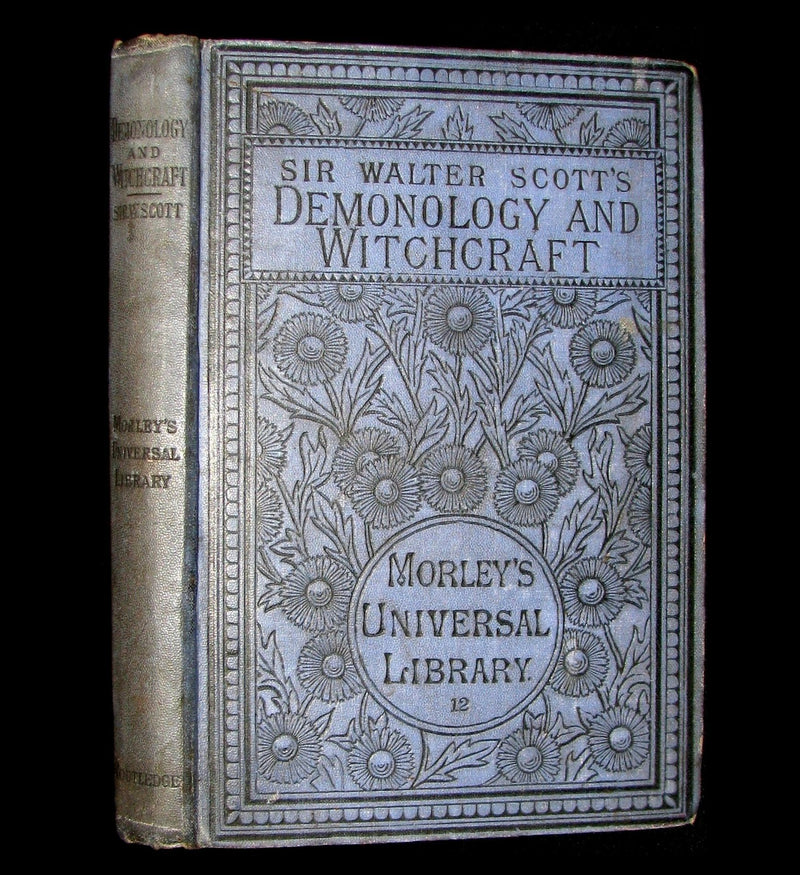 DEMONOLOGY
AND
WITCHCRAFT
SIR W. SCOTT
MORLEY'S
UNIVERSAL
LIBRARY
ROUTLEDGE
SIR WALTER SCOTT'S
DEMONOLOGY AND
WITCHCRAFT
MORLEY'S
UNIVERSAL
LIBRARY.
12